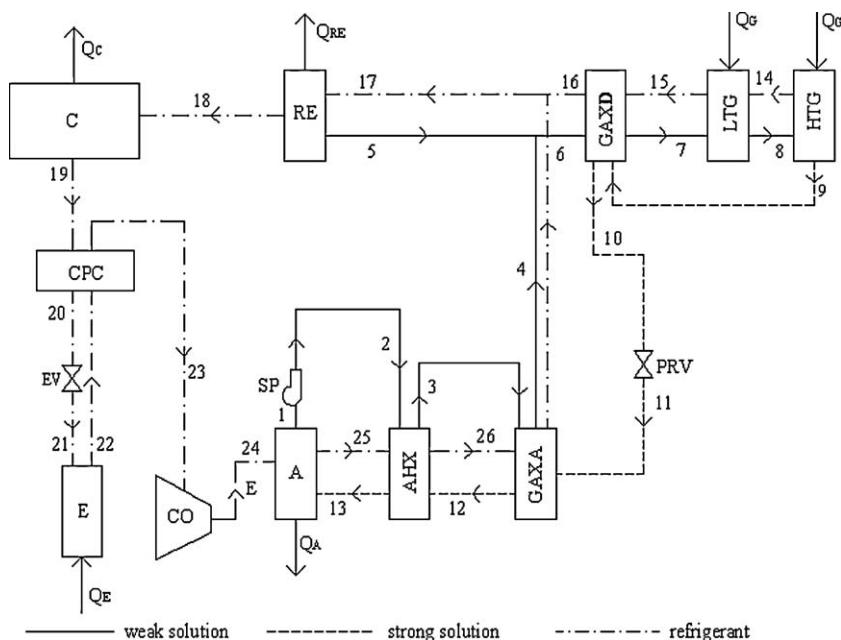 QC
QRE
QG
QG
18
17
16
15
14
C
RE
GAXD
LTG
HTG
5
6
7
8
9
19
10
CPC
4
20
2
EV
23
SP
3
PRV
1
11
21
22
24
25
26
E
CO
E
A
AHX
GAXA
13
12
QA
QE
weak solution
strong solution
refrigerant